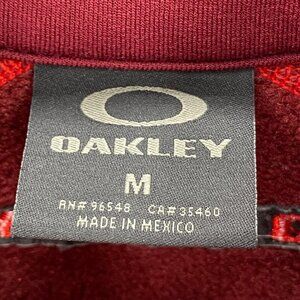 OAKLEY
M
RN# 96548 CA# 35460
MADE IN MEXICO